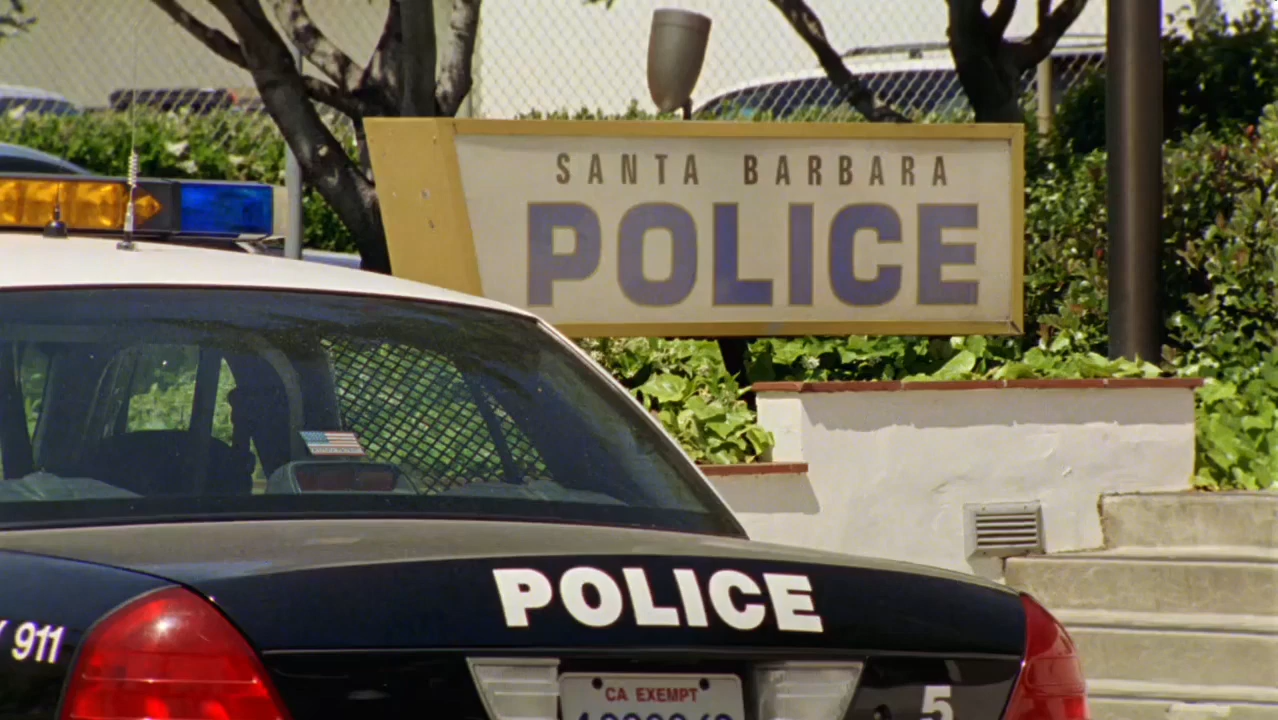 SANTA BARBARA
POLICE
POLICE
911
CA EXEMPT
5